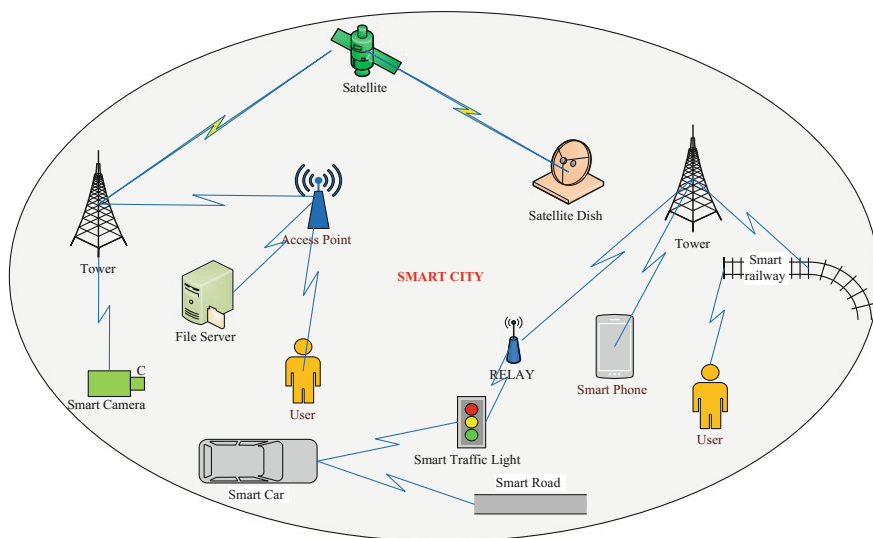 Satellite
Satellite Dish
Tower
Access Point
Tower
Smart
railway
SMART CITY
File Server
C
Smart Camera
User
RELAY
Smart Phone
User
Smart Traffic Light
Smart Car
Smart Road